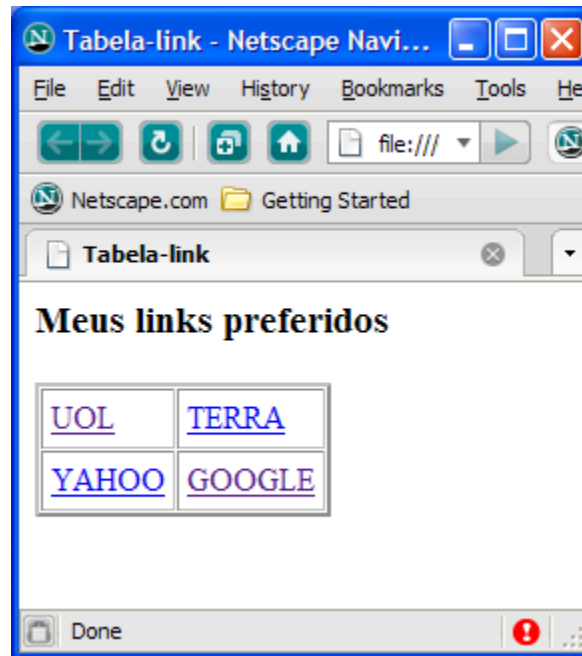 Tabela-link - Netscape Navi...
File Edit View History Bookmarks Tools He
file:///
Netscape.com Getting Started
Tabela-link
Meus links preferidos
UOL TERRA
YAHOO GOOGLE
Done